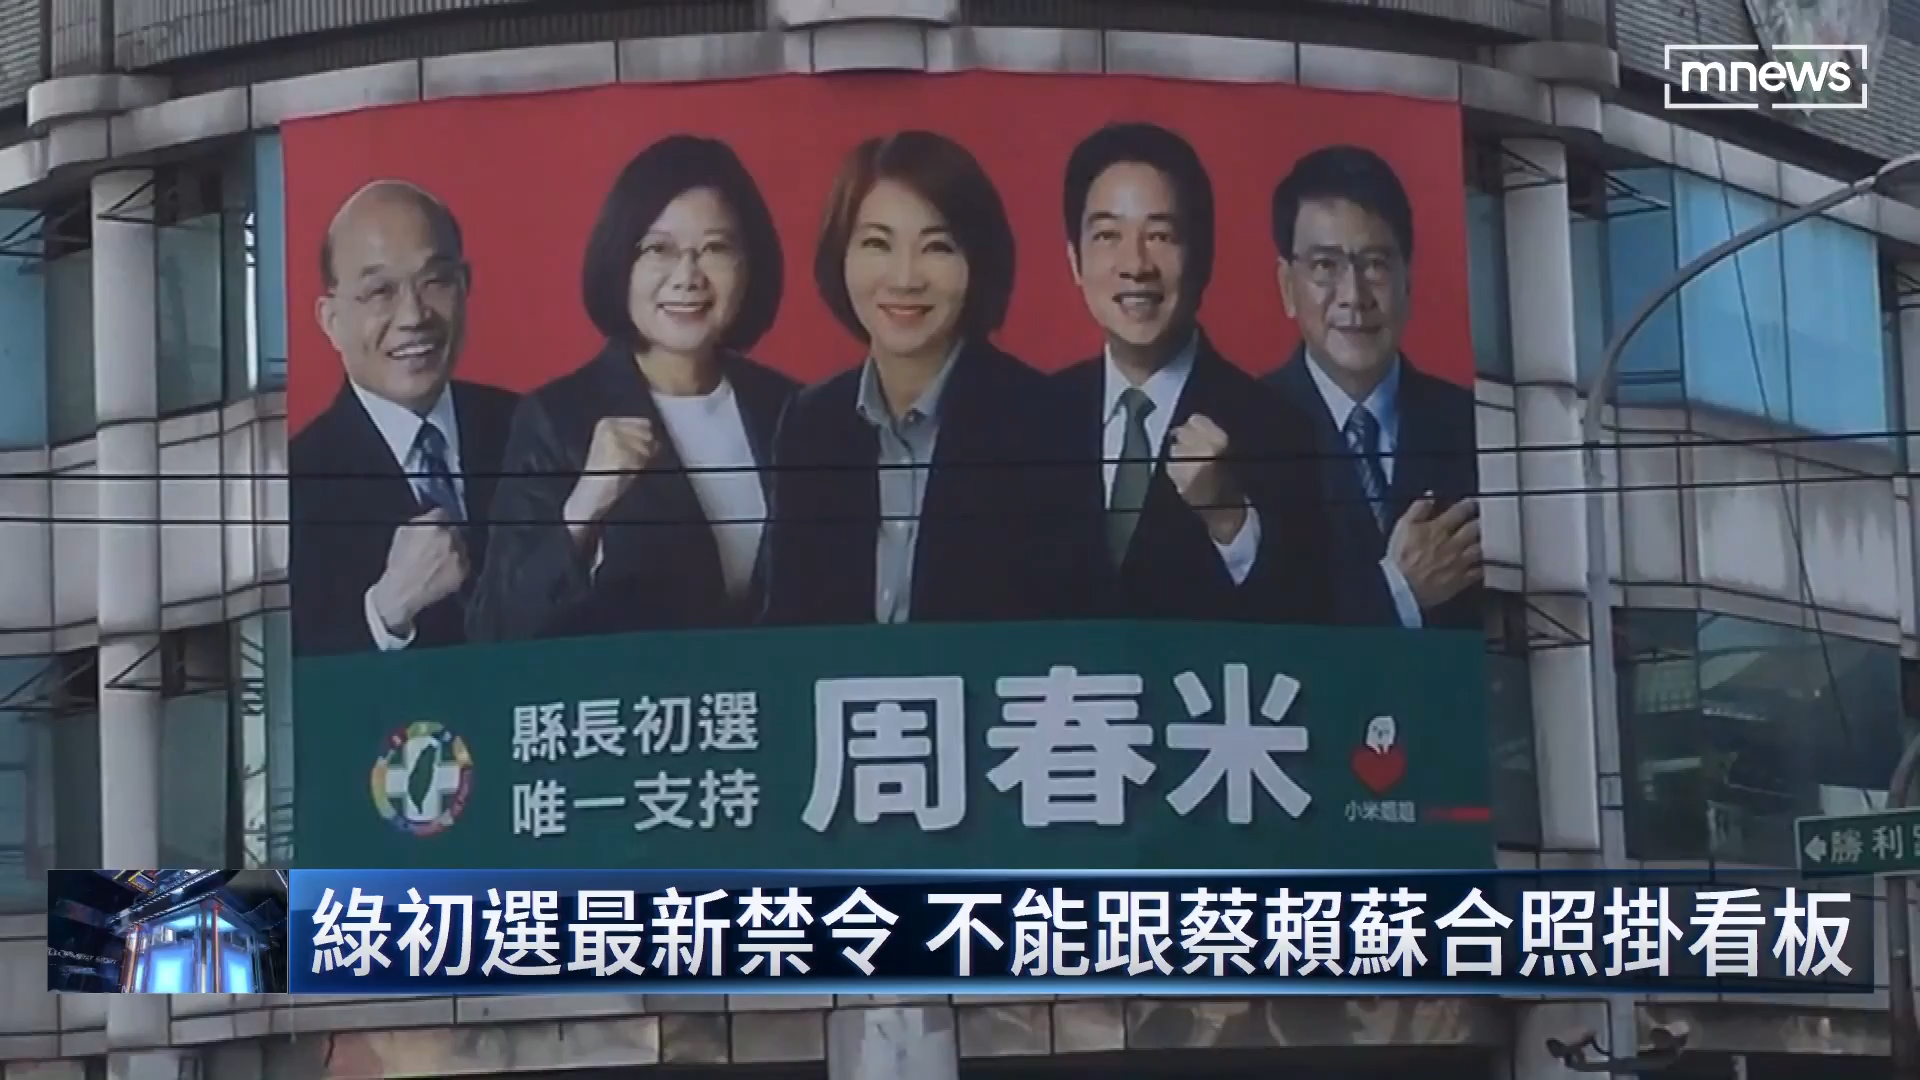 mnews
縣長初選
唯一支持
周春米
小米姐姐
勝利
綠初選最新禁令 不能跟蔡賴蘇合照掛看板